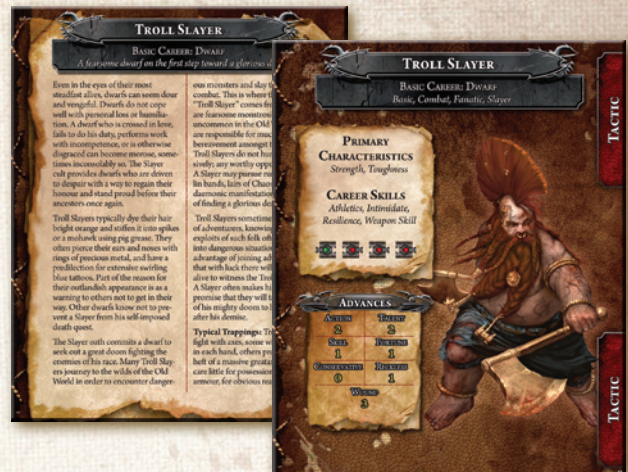 TROLL SLAYER
BASIC CAREER: DWARF
A fearsome dwarf on the first step toward a glorious d
Even in the eyes of their most
steadfast allies, dwarfs can seem dour
and vengeful. Dwarfs do not cope
well with personal loss or humilia-
tion. A dwarf who is crossed in love,
fails to do his duty, performs work
with incompetence, or is otherwise
disgraced can become morose, some-
times inconsolably so. The Slayer
cult provides dwarfs who are driven
to despair with a way to regain their
honour and stand proud before their
ancestors once again.
Troll Slayers typically dye their hair
bright orange and stiffen it into spikes
or a mohawk using pig grease. They
often pierce their ears and noses with
rings of precious metal, and have a
predilection for extensive swirling
blue tattoos. Part of the reason for
their outlandish appearance is as a
warning to others not to get in their
way. Other dwarfs know not to pre-
vent a Slayer from his self-imposed
death quest.
The Slayer oath commits a dwarf to
seek out a great doom fighting the
enemies of his race. Many Troll Slay-
ers journey to the wilds of the Old
World in order to encounter danger-
ous monsters and slay t
combat. This is where t
"Troll Slayer" comes fro
are fearsome monstrou
uncommon in the Old
are responsible for muc
bereavement amongst
Troll Slayers do not hun
sively; any worthy oppo
A Slayer may pursue ra
lin bands, lairs of Chaos
daemonic manifestation
of finding a glorious de
Troll Slayers sometime
of adventurers, knowing
exploits of such folk oft
into dangerous situation
advantage of joining ad
that with luck there will
alive to witness the Tro
A Slayer often makes hi
promise that they will t
of his mighty doom to
after his demise.
Typical Trappings: Tr
fight with axes, some w
in each hand, others pre
heft of a massive great a
care little for possession
armour, for obvious rea
TROLL SLAYER
BASIC CAREER: DWARF
Basic, Combat, Fanatic, Slayer
TACTIC
PRIMARY
CHARACTERISTICS
Strength, Toughness
CAREER SKILLS
Athletics, Intimidate,
Resilience, Weapon Skill
ADVANCES
ACTION TALENT
2 2
SKILL FORTUNE
1 1
CONSERVATIVE RECKLESS
0 1
WOUND
3
TACTIC